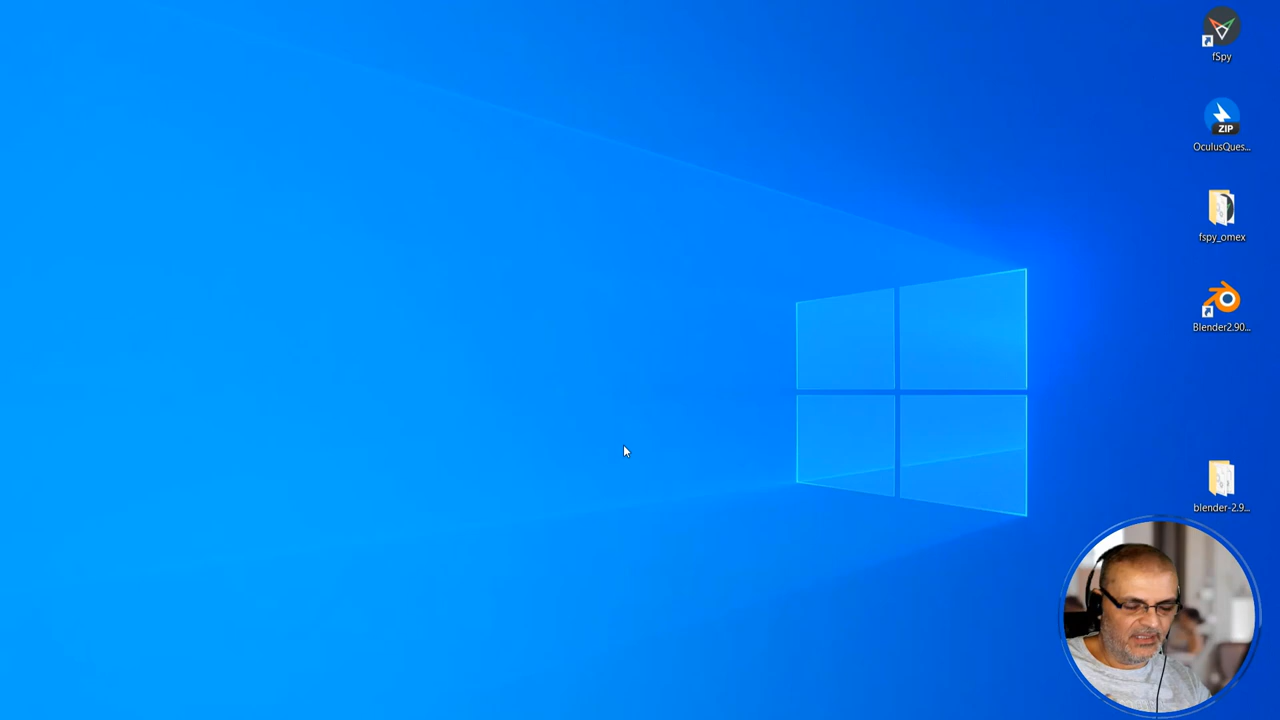 fSpy
ZIP
OculusQues...
fspy_omex
Blender2.90...
blender-2.9...